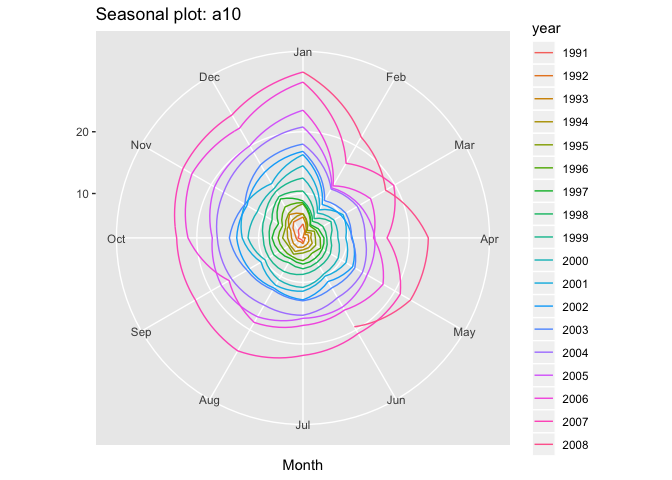 Seasonal plot: a10
year
1991
1992
1993
1994
1995
1996
1997
1998
1999
2000
2001
2002
2003
2004
2005
2006
2007
2008
20
10
Jan
Feb
Mar
Apr
May
Jun
Jul
Aug
Sep
Oct
Nov
Dec
Month